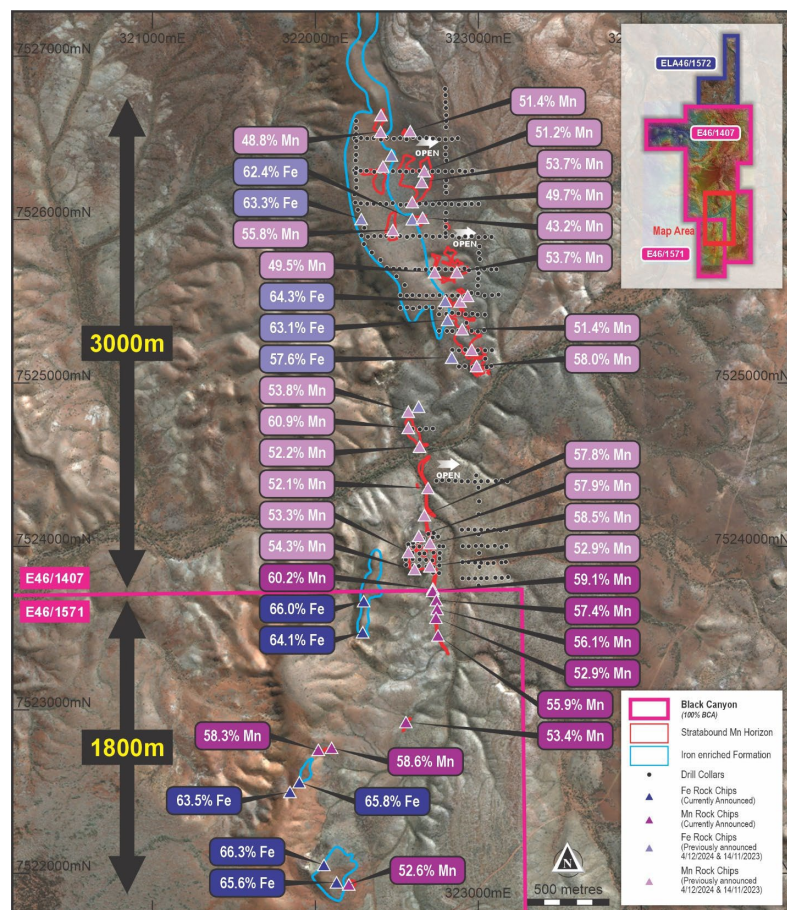 321000mE
322000mE
323000mE
7527000mN
ELA46/1572
E46/1407
Map Area
E46/1571
51.4% Mn
48.8% Mn
51.2% Mn
OPEN
62.4% Fe
53.7% Mn
63.3% Fe
49.7% Mn
7526000mN
55.8% Mn
43.2% Mn
OPEN
49.5% Mn
53.7% Mn
64.3% Fe
3000m
63.1% Fe
51.4% Mn
57.6% Fe
58.0% Mn
7525000mN
7525000mN
53.8% Mn
60.9% Mn
52.2% Mn
57.8% Mn
OPEN
52.1% Mn
57.9% Mn
53.3% Mn
58.5% Mn
7524000mN
7524000mN
54.3% Mn
52.9% Mn
E46/1407
60.2% Mn
59.1% Mn
E46/1571
66.0% Fe
57.4% Mn
64.1% Fe
56.1% Mn
52.9% Mn
7523000mN
55.9% Mn
58.3% Mn
53.4% Mn
1800m
58.6% Mn
63.5% Fe
65.8% Fe
66.3% Fe
52.6% Mn
7522000mN
65.6% Fe
323000mE
N
500 metres
Black Canyon
(100% BCA)
Stratabound Mn Horizon
Iron enriched Formation
Drill Collars
Fe Rock Chips
(Currently Announced)
Mn Rock Chips
(Currently Announced)
Fe Rock Chips
(Previously announced
4/12/2024 & 14/11/2023)
Mn Rock Chips
(Previously announced
4/12/2024 & 14/11/2023)